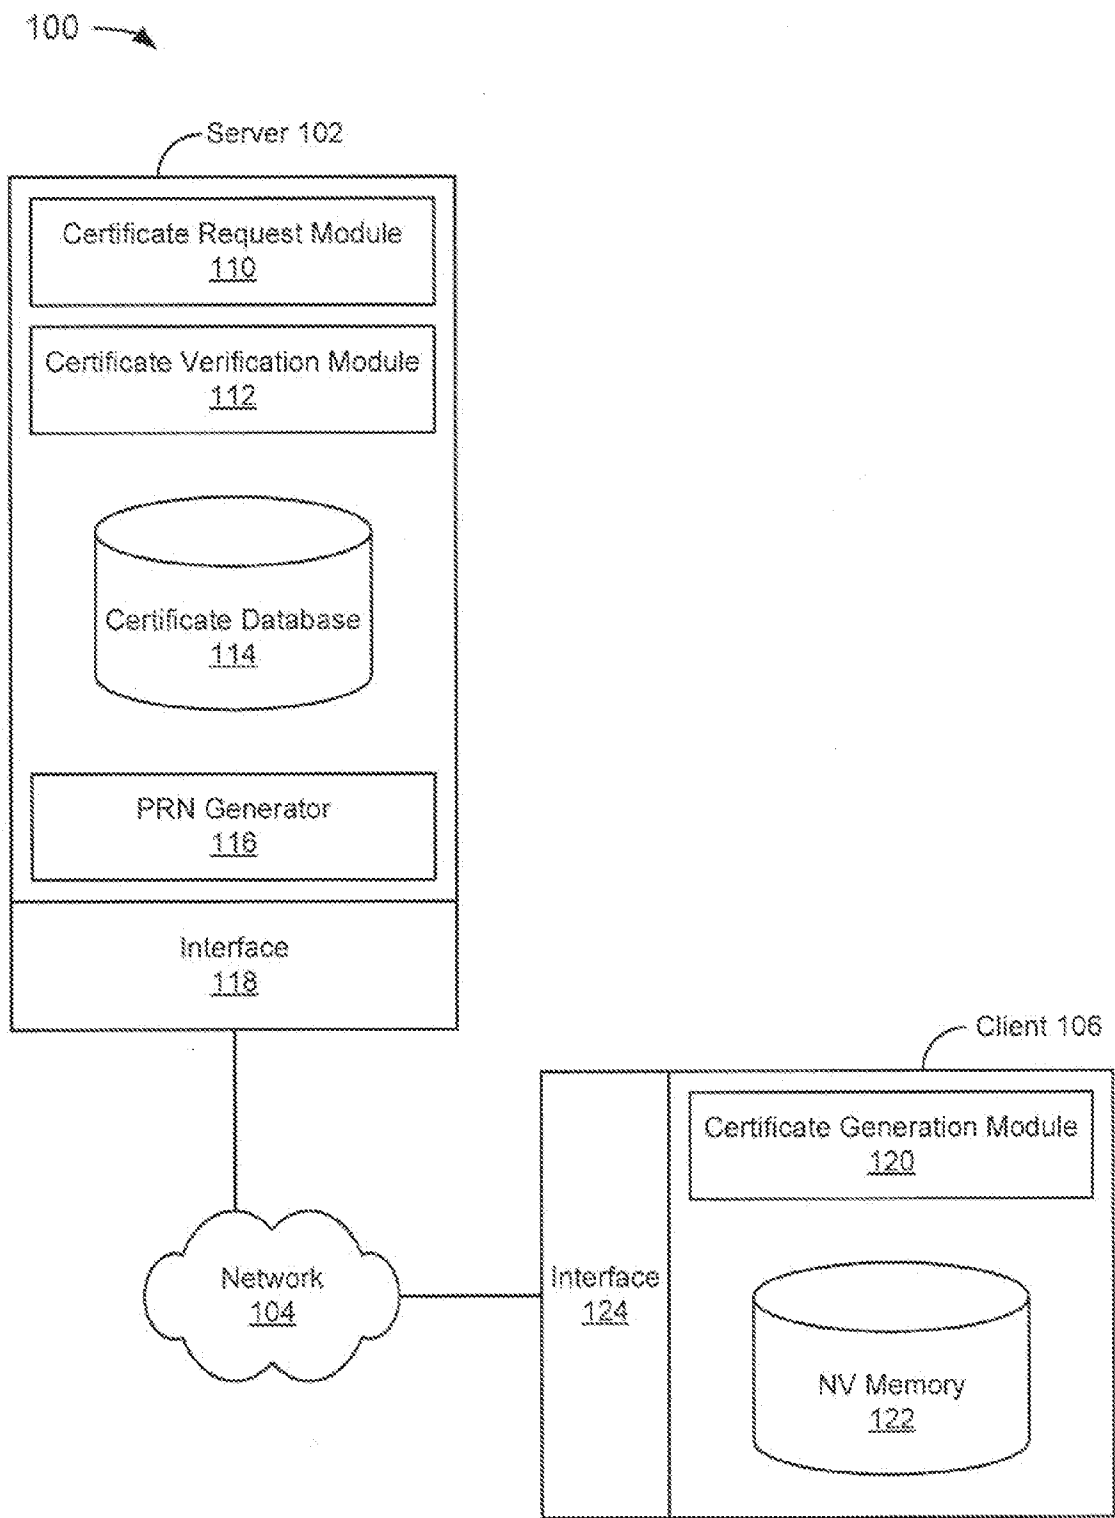 100
Server 102
Certificate Request Module
110
Certificate Verification Module
112
Certificate Database
114
PRN Generator
116
Interface
118
Client 106
Certificate Generation Module
120
Network
104
Interface
124
NV Memory
122